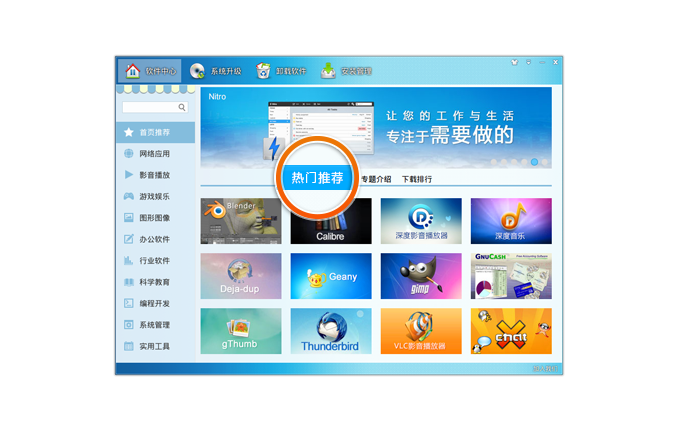 软件中心 系统升级 卸载软件 安装管理
Nitro
让您的工作与生活
专注于需要做的
首页推荐
网络应用
影音播放
游戏娱乐
图形图像
办公软件
行业软件
科学教育
编程开发
系统管理
实用工具
热门推荐 专题介绍 下载排行
Blender
Calibre
深度影音播放器
深度音乐
Deja-dup
Geany
gimp
GNUCASH
Free Accounting Software
gThumb
Thunderbird
VLC影音播放器
xchat